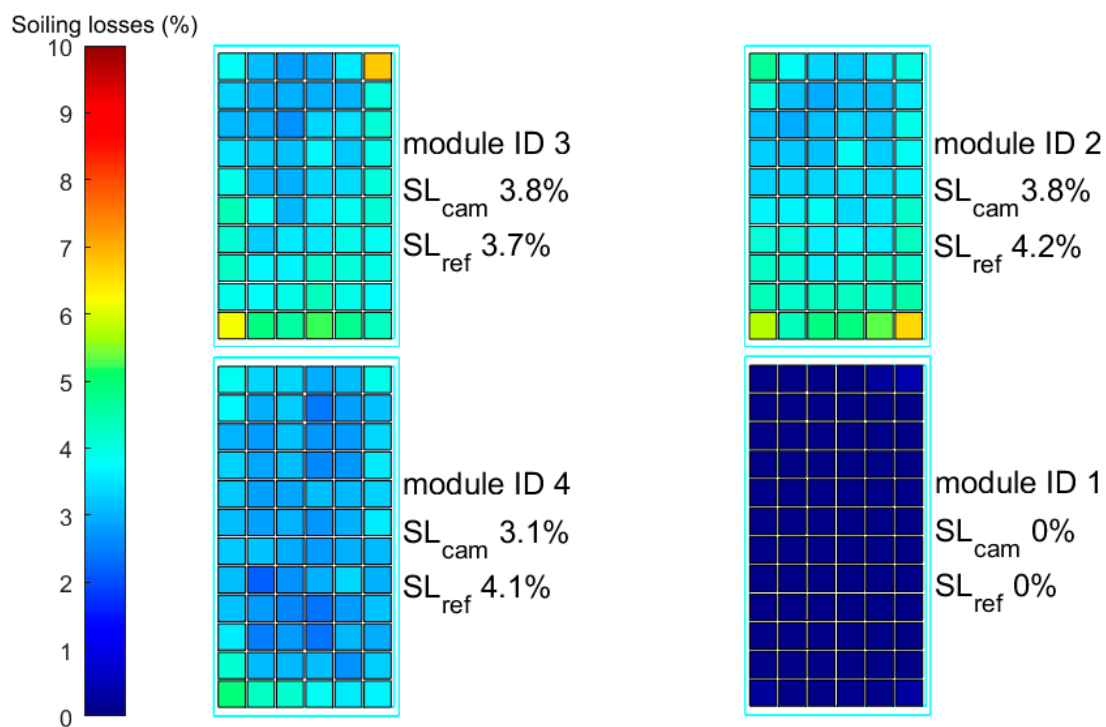 Soiling losses (%)
10
9
8
7
6
5
4
3
2
1
0
module ID 3
SLcam 3.8%
SLref 3.7%
module ID 2
SLcam3.8%
SLref 4.2%
module ID 4
SLcam 3.1%
SLref 4.1%
module ID 1
SLcam 0%
SLref 0%